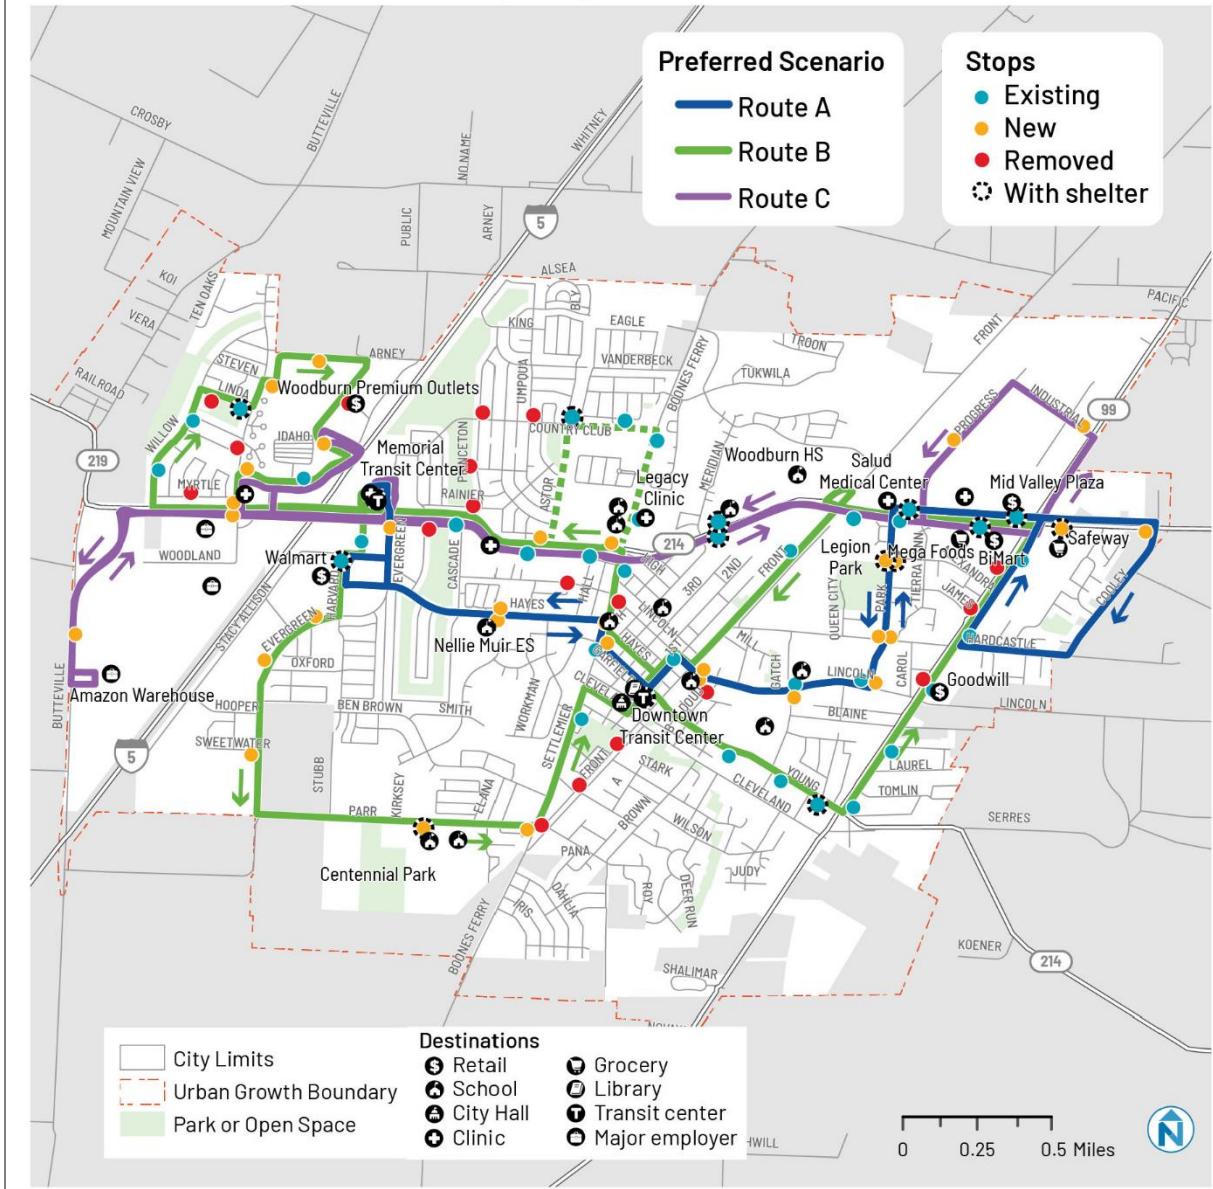 Preferred Scenario
Route A
Route B
Route C
Stops
Existing
New
Removed
With shelter
CROSBY
BUTTEVILLE
NO NAME
WHITNEY
MOUNTAIN VIEW
PUBLIC
ARNEY
5
ALSEA
KOI
TEN OAKS
VERA
BLY
KING
EAGLE
PACIFIC
FRONT
VANDERBECK
TROON
TUKWILA
BOONES FERRY
STEVEN
ARNEY
RAILROAD
LINDA
Woodburn Premium Outlets
UMPQUA
PROGRESS
INDUSTRIAL
99
COUNTRY CLUB
WILLOW
IDAHO
219
Memorial
Transit Center
PRINCETON
MERIDIAN
Woodburn HS
Salud
Medical Center
Mid Valley Plaza
Legacy
Clinic
MYRTLE
RAINIER
ASTOR
214
WOODLAND
Walmart
EVERGREEN
CASCADE
HIGH
Legion
Park
Mega Foods
BiMart
Safeway
HARVARD
HALL
3RD
2ND
FRONT
QUEEN CITY
PARK
JAMES
COOLEY
STACY ALLISON
HAYES
LINCOLN
HAYES
MILL
HARDCASTLE
EVERGREEN
Nellie Muir ES
GARFIELD
GATCH
LINCOLN
CAROL
OXFORD
Goodwill
Amazon Warehouse
BUTTEVILLE
HOOPER
BEN BROWN
SMITH
WORKMAN
Downtown
Transit Center
BLAINE
LINCOLN
SWEETWATER
SETTLEMIER
5
STUBB
FRONT
STARK
YOUNG
LAUREL
CLEVELAND
TOMLIN
KIRKSEY
ELANA
A
BROWN
PARR
WILSON
SERRES
PANA
JUDY
Centennial Park
DAHLIA
ROY
DEER RUN
IRIS
BOONES FERRY
KOENER
214
SHALIMAR
City Limits
Urban Growth Boundary
Park or Open Space
Destinations
Retail
School
City Hall
Clinic
Grocery
Library
Transit center
Major employer
0 0.25 0.5 Miles
N